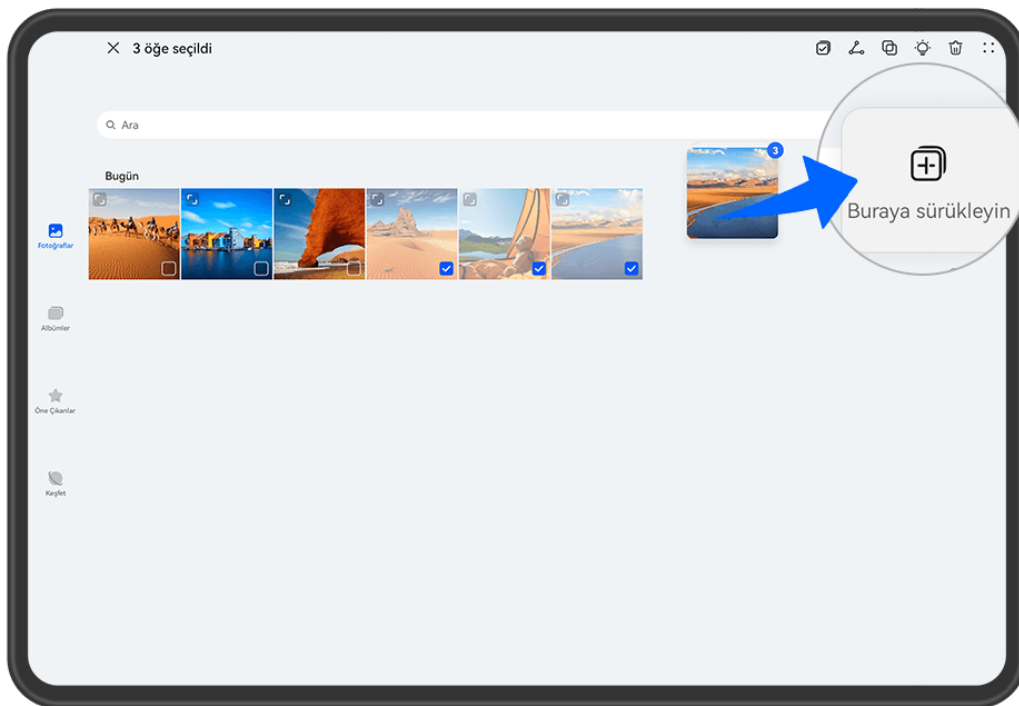 3 öğe seçildi
Ara
Bugün
3
Buraya sürükleyin
Fotoğraflar
Albümler
Öne Çıkanlar
Keşfet